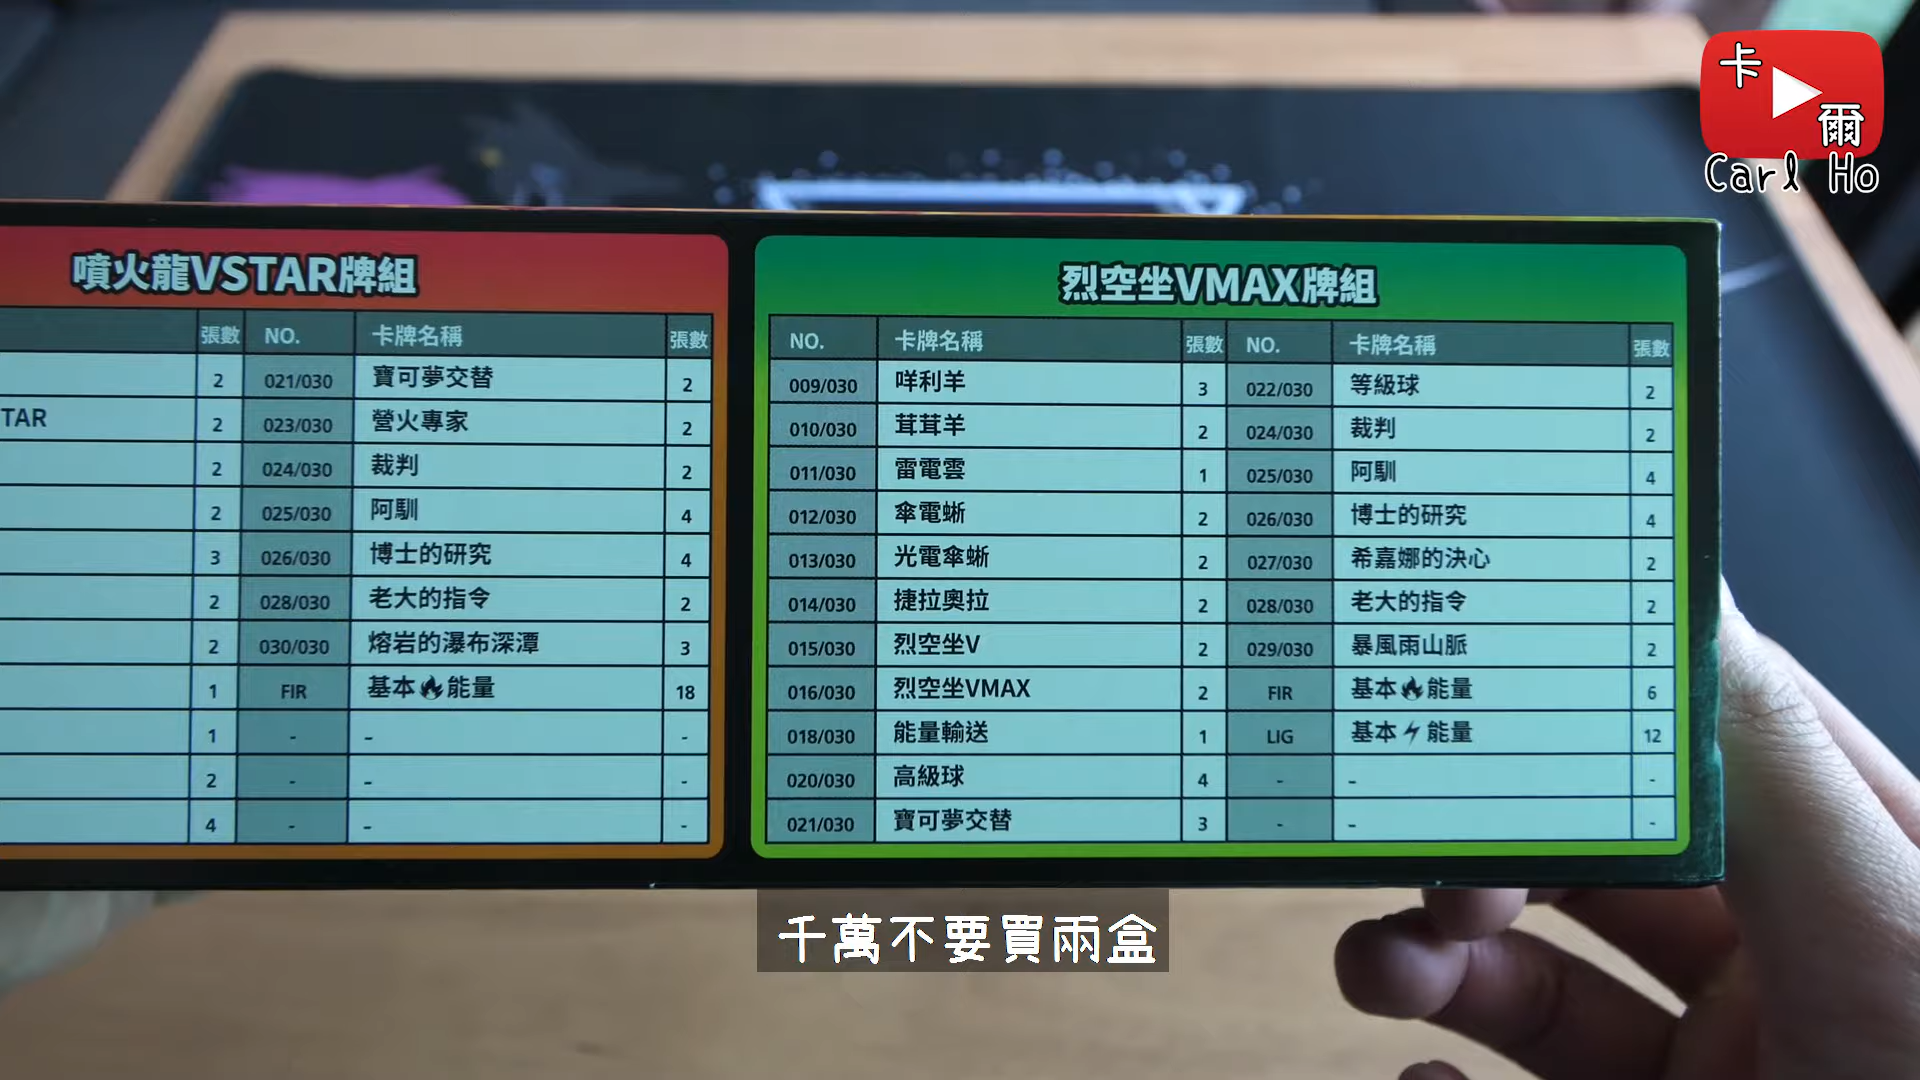 卡
爾
Carl Ho
噴火龍VSTAR牌組
張數 NO. 卡牌名稱 張數
2 021/030 寶可夢交替 2
TAR 2 023/030 營火專家 2
2 024/030 裁判 2
2 025/030 阿馴 4
3 026/030 博士的研究 4
2 028/030 老大的指令 2
2 030/030 熔岩的瀑布深潭 3
1 FIR 基本能量 18
1 - - -
2 - - -
4 - - -
烈空坐VMAX牌組
NO. 卡牌名稱 張數 NO. 卡牌名稱 張數
009/030 咩利羊 3 022/030 等級球 2
010/030 茸茸羊 2 024/030 裁判 2
011/030 雷電雲 1 025/030 阿馴 4
012/030 傘電蜥 2 026/030 博士的研究 4
013/030 光電傘蜥 2 027/030 希嘉娜的決心 2
014/030 捷拉奧拉 2 028/030 老大的指令 2
015/030 烈空坐V 2 029/030 暴風雨山脈 2
016/030 烈空坐VMAX 2 FIR 基本能量 6
018/030 能量輸送 1 LIG 基本能量 12
020/030 高級球 4 - - -
021/030 寶可夢交替 3 - - -
千萬不要買兩盒